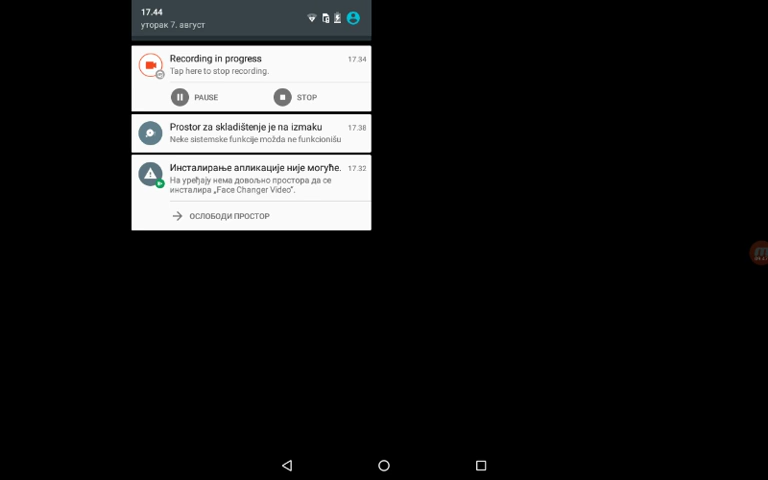 17.44
уторак 7. август
Recording in progress
17.34
Tap here to stop recording.
PAUSE
STOP
Prostor za skladištenje je na izmaku
17.38
Neke sistemske funkcije možda ne funkcionišu
Инсталирање апликације није могуће.
17.32
На уређају нема довољно простора да се
инсталира „Face Changer Video“.
ОСЛОБОДИ ПРОСТОР